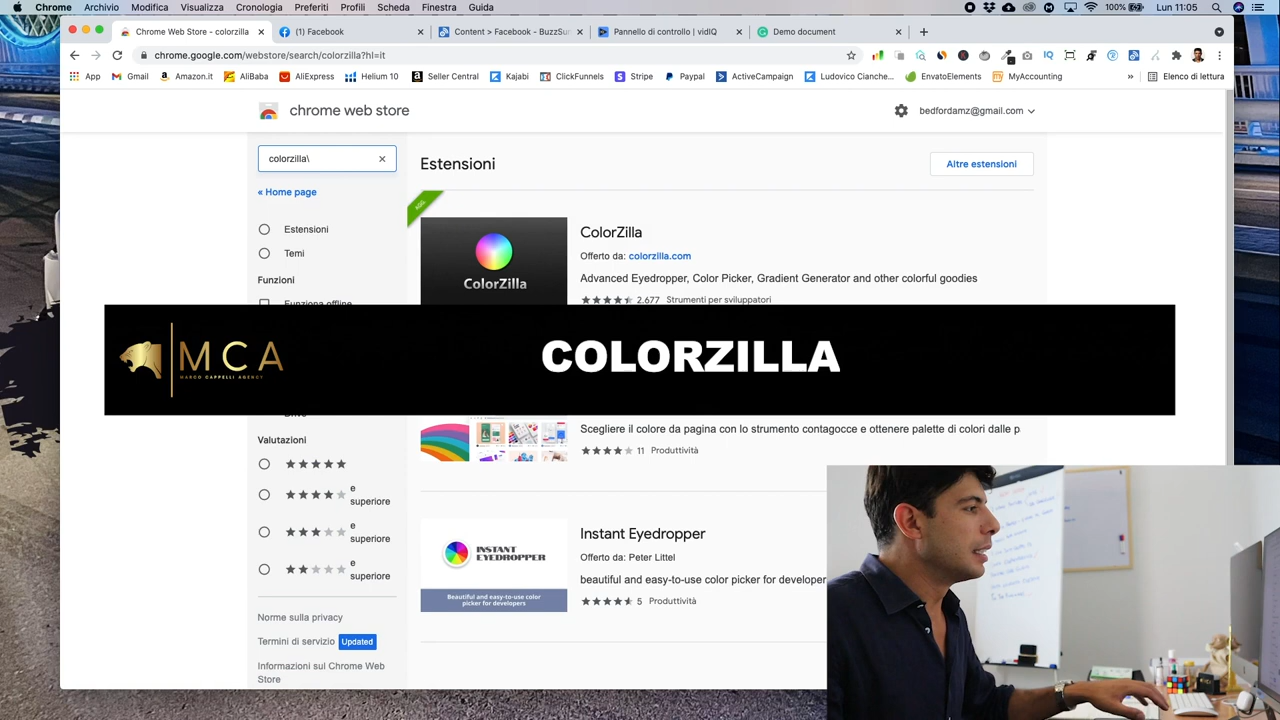 Chrome Archivio Modifica Visualizza Cronologia Preferiti Profili Scheda Finestra Guida 100% Lun 11:05
Chrome Web Store - colorzilla (1) Facebook Content > Facebook - BuzzSu Pannello di controllo | vidIQ Demo document
chrome.google.com/webstore/search/colorzilla?hl=it
App Gmail Amazon.it AliBaba AliExpress Helium 10 Seller Central Kajabi ClickFunnels Stripe Paypal ActiveCampaign Ludovico Cianche... EnvatoElements MyAccounting » Elenco di lettura
chrome web store
bedfordamz@gmail.com
colorzilla\
« Home page
Estensioni
Temi
Funzioni
Funziona offline
Valutazioni
e superiore
e superiore
e superiore
Norme sulla privacy
Termini di servizio Updated
Informazioni sul Chrome Web
Store
Estensioni
Altre estensioni
AGG
ColorZilla
ColorZilla
Offerto da: colorzilla.com
Advanced Eyedropper, Color Picker, Gradient Generator and other colorful goodies
2.677 Strumenti per sviluppatori
MCA
MARCO CAPPELLI AGENCY
COLORZILLA
Scegliere il colore da pagina con lo strumento contagocce e ottenere palette di colori dalle p
11 Produttività
INSTANT
EYEDROPPER
Beautiful and easy-to-use color
picker for developers
Instant Eyedropper
Offerto da: Peter Littel
beautiful and easy-to-use color picker for developer
5 Produttività